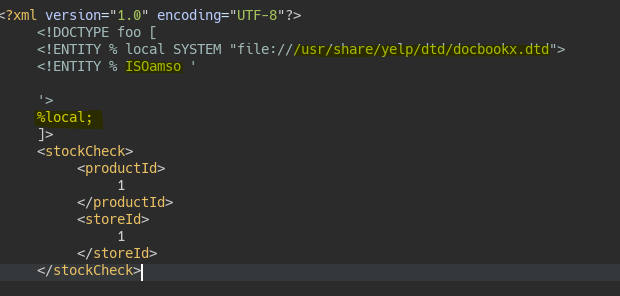 <?xml version="1.0" encoding="UTF-8"?>
<!DOCTYPE foo [
<!ENTITY % local SYSTEM "file:///usr/share/yelp/dtd/docbookx.dtd">
<!ENTITY % ISOamso '
'>
%local;
]>
<stockCheck>
<productId>
1
</productId>
<storeId>
1
</storeId>
</stockCheck>